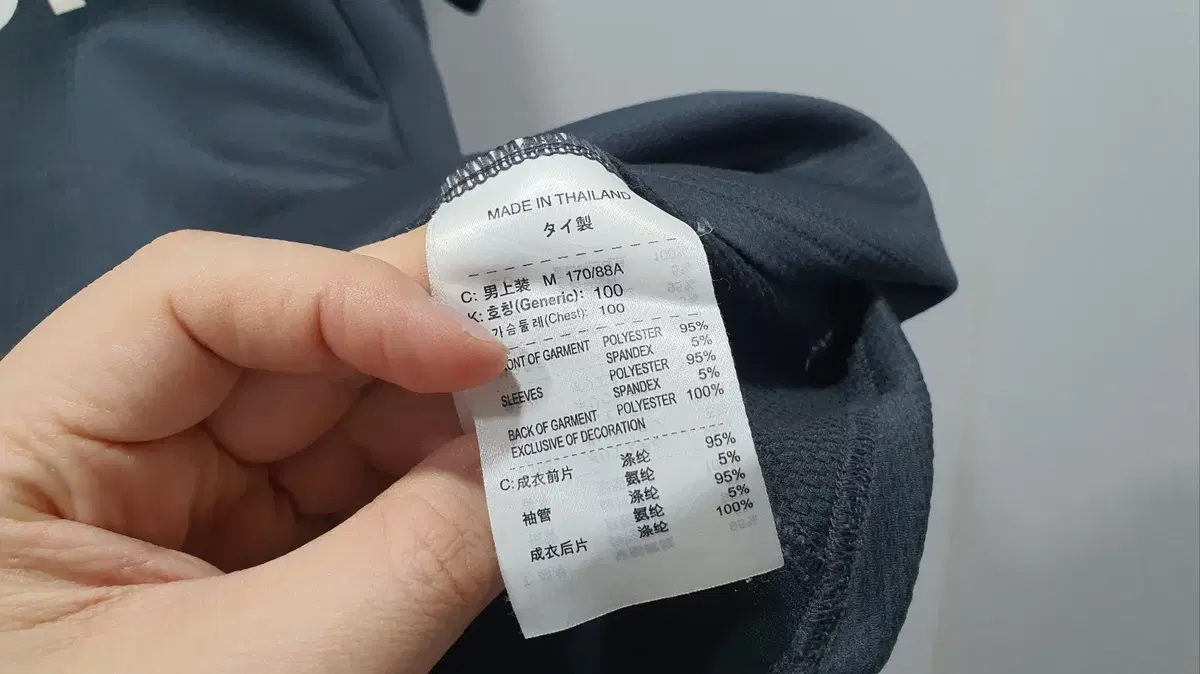 MADE IN THAILAND
タイ製
C: 男上装 M 170/88A
K: 호칭(Generic): 100
가슴둘레(Chest): 100
OF GARMENT POLYESTER 95%
SPANDEX 5%
SLEEVES POLYESTER 95%
SPANDEX 5%
BACK OF GARMENT POLYESTER 100%
EXCLUSIVE OF DECORATION
C: 成衣前片 涤纶 95%
氨纶 5%
袖管 涤纶 95%
氨纶 5%
成衣后片 涤纶 100%